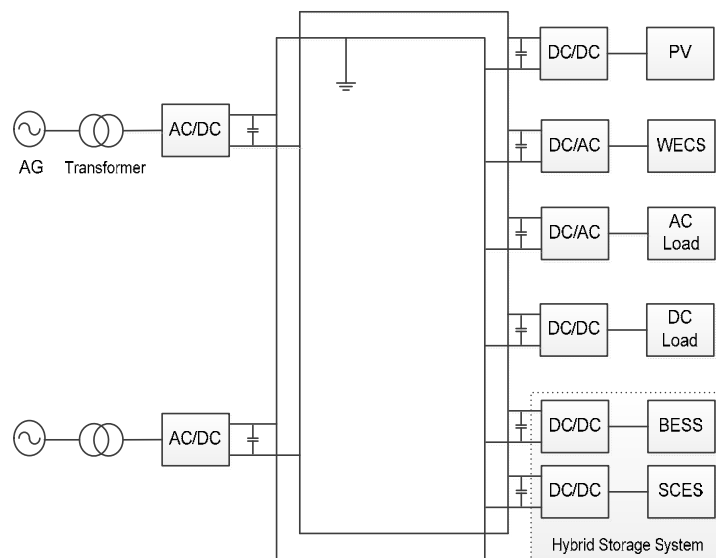 DC/DC
PV
AC/DC
AG
Transformer
DC/AC
WECS
DC/AC
AC
Load
DC/DC
DC
Load
AC/DC
DC/DC
BESS
DC/DC
SCES
Hybrid Storage System